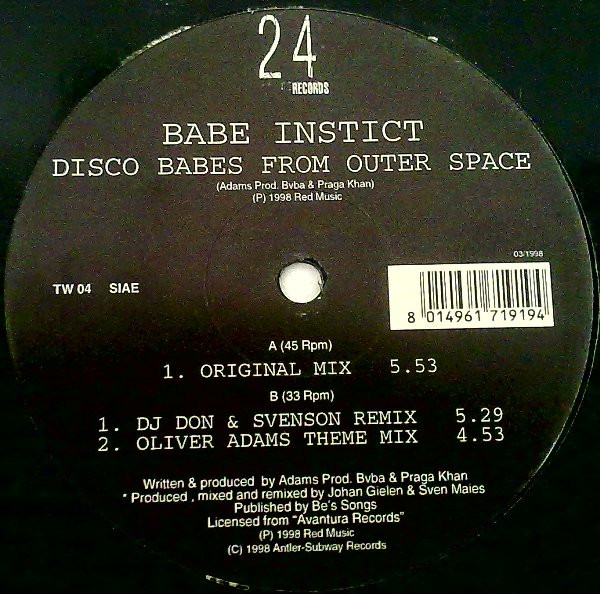 24
RECORDS
BABE INSTICT
DISCO BABES FROM OUTER SPACE
(Adams Prod. Bvba & Praga Khan)
(P) 1998 Red Music
03/1998
TW 04 SIAE
8 014961 719194
A (45 Rpm)
1. ORIGINAL MIX 5.53
B (33 Rpm)
1. DJ DON & SVENSON REMIX 5.29
2. OLIVER ADAMS THEME MIX 4.53
Written & produced by Adams Prod. Bvba & Praga Khan
* Produced , mixed and remixed by Johan Gielen & Sven Maies
Published by Be's Songs
Licensed from "Avantura Records"
(P) 1998 Red Music
(C) 1998 Antler-Subway Records